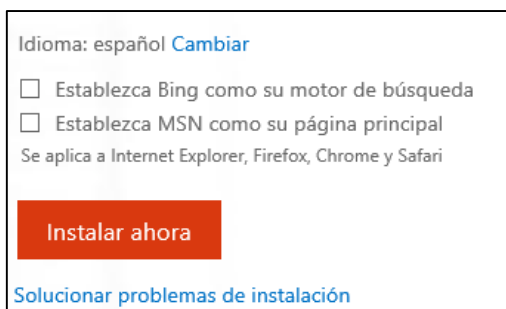 Idioma: español Cambiar
Establezca Bing como su motor de búsqueda
Establezca MSN como su página principal
Se aplica a Internet Explorer, Firefox, Chrome y Safari
Instalar ahora
Solucionar problemas de instalación